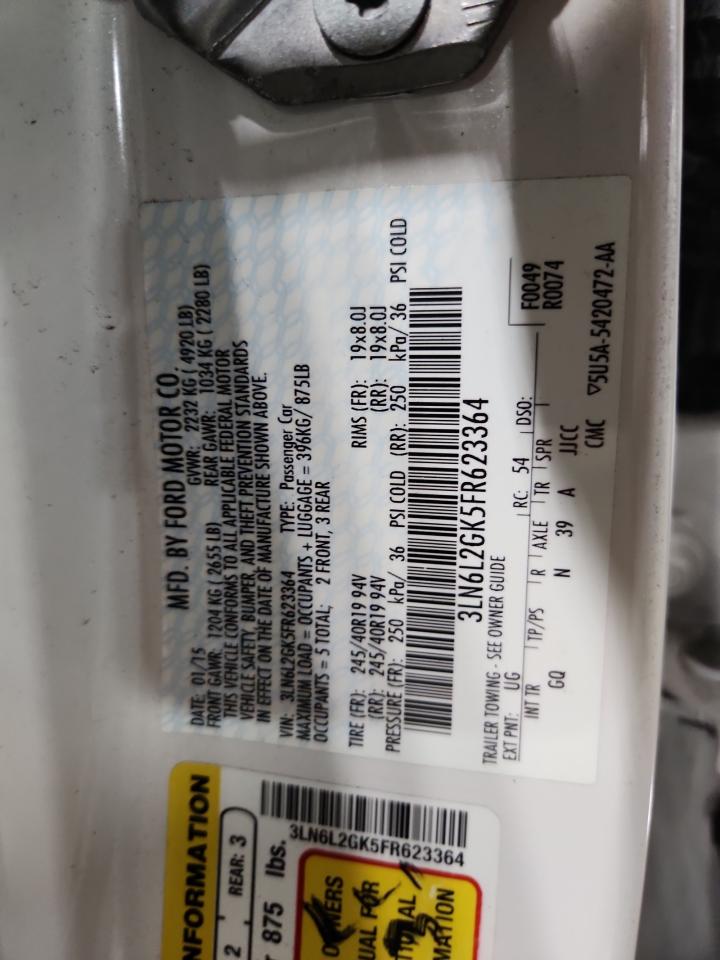 MFD. BY FORD MOTOR CO.
DATE: 01/15 GVWR: 2232 KG ( 4920 LB)
FRONT GAWR: 1204 KG ( 2655 LB) REAR GAWR: 1034 KG ( 2280 LB)
THIS VEHICLE CONFORMS TO ALL APPLICABLE FEDERAL MOTOR
VEHICLE SAFETY, BUMPER, AND THEFT PREVENTION STANDARDS
IN EFFECT ON THE DATE OF MANUFACTURE SHOWN ABOVE.
VIN: 3LN6L2GK5FR623364 TYPE: Passenger Car
MAXIMUM LOAD = OCCUPANTS + LUGGAGE = 396KG/ 875LB
OCCUPANTS = 5 TOTAL; 2 FRONT, 3 REAR
TIRE (FR): 245/40R19 94V RIMS (FR): 19x8.0J
(RR): 245/40R19 94V (RR): 19x8.0J
PRESSURE (FR): 250 kPa/ 36 PSI COLD (RR): 250 kPa/ 36 PSI COLD
3LN6L2GK5FR623364
TRAILER TOWING - SEE OWNER GUIDE
EXT PNT: UG RC: 54 DSO: F0049
R0074
INT TR TP/PS R AXLE TR SPR
GQ N 39 A JJCC
CMC ▽5U5A-5420472-AA
NFORMATION
2 REAR: 3
875 lbs.
3LN6L2GK5FR623364